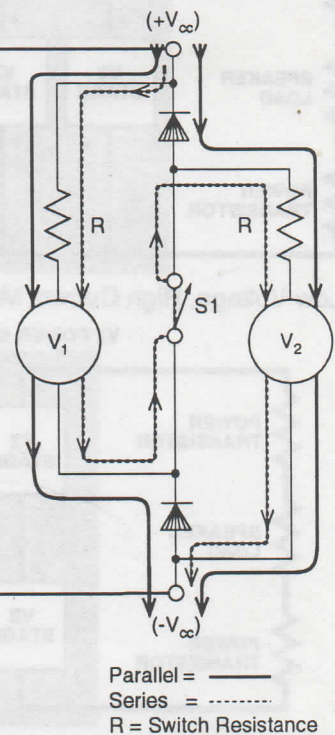 (+Vcc)
R
R
S1
V1
V2
(-Vcc)
Parallel =
Series =
R = Switch Resistance